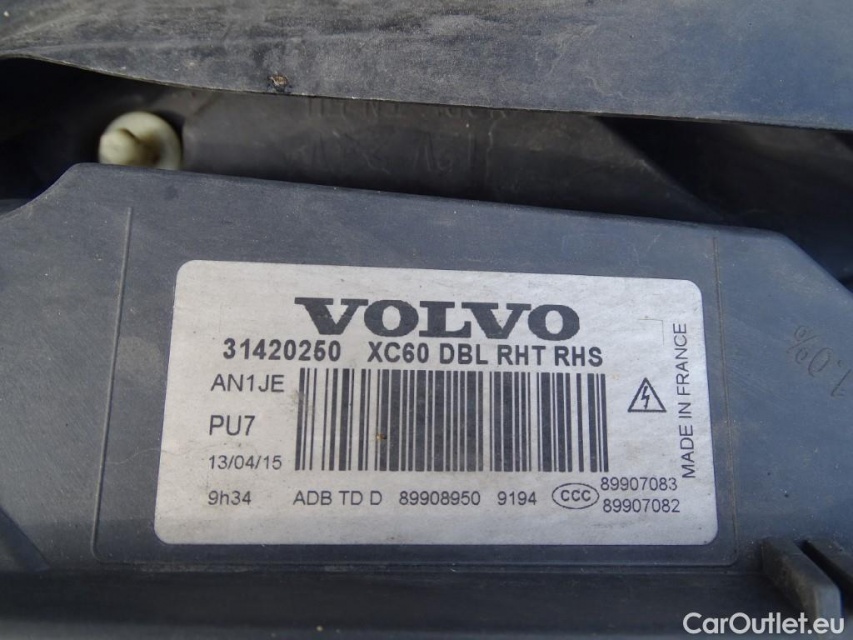 VOLVO
31420250 XC60 DBL RHT RHS
AN1JE
PU7
13/04/15
9h34 ADB TD D 89908950 9194 CCC 89907083
89907082
MADE IN FRANCE
CarOutlet.eu